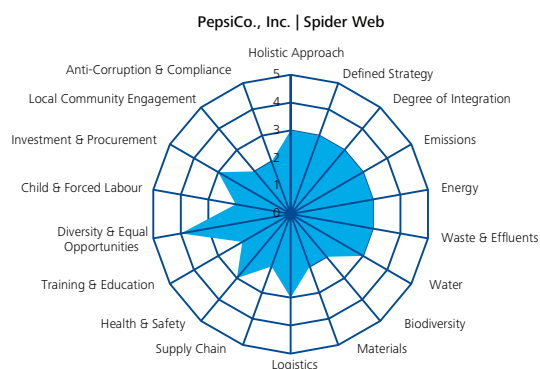 PepsiCo., Inc. | Spider Web
Holistic Approach
Defined Strategy
Degree of Integration
Emissions
Energy
Waste & Effluents
Water
Biodiversity
Materials
Logistics
Supply Chain
Health & Safety
Training & Education
Diversity & Equal
Opportunities
Child & Forced Labour
Investment & Procurement
Local Community Engagement
Anti-Corruption & Compliance
5
4
3
2
1
0